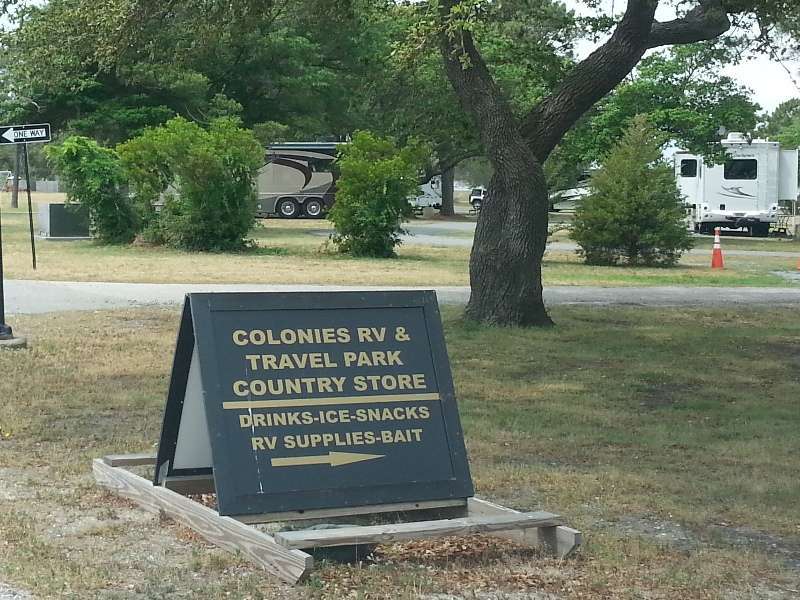 ONE WAY
COLONIES RV &
TRAVEL PARK
COUNTRY STORE
DRINKS-ICE-SNACKS
RV SUPPLIES-BAIT